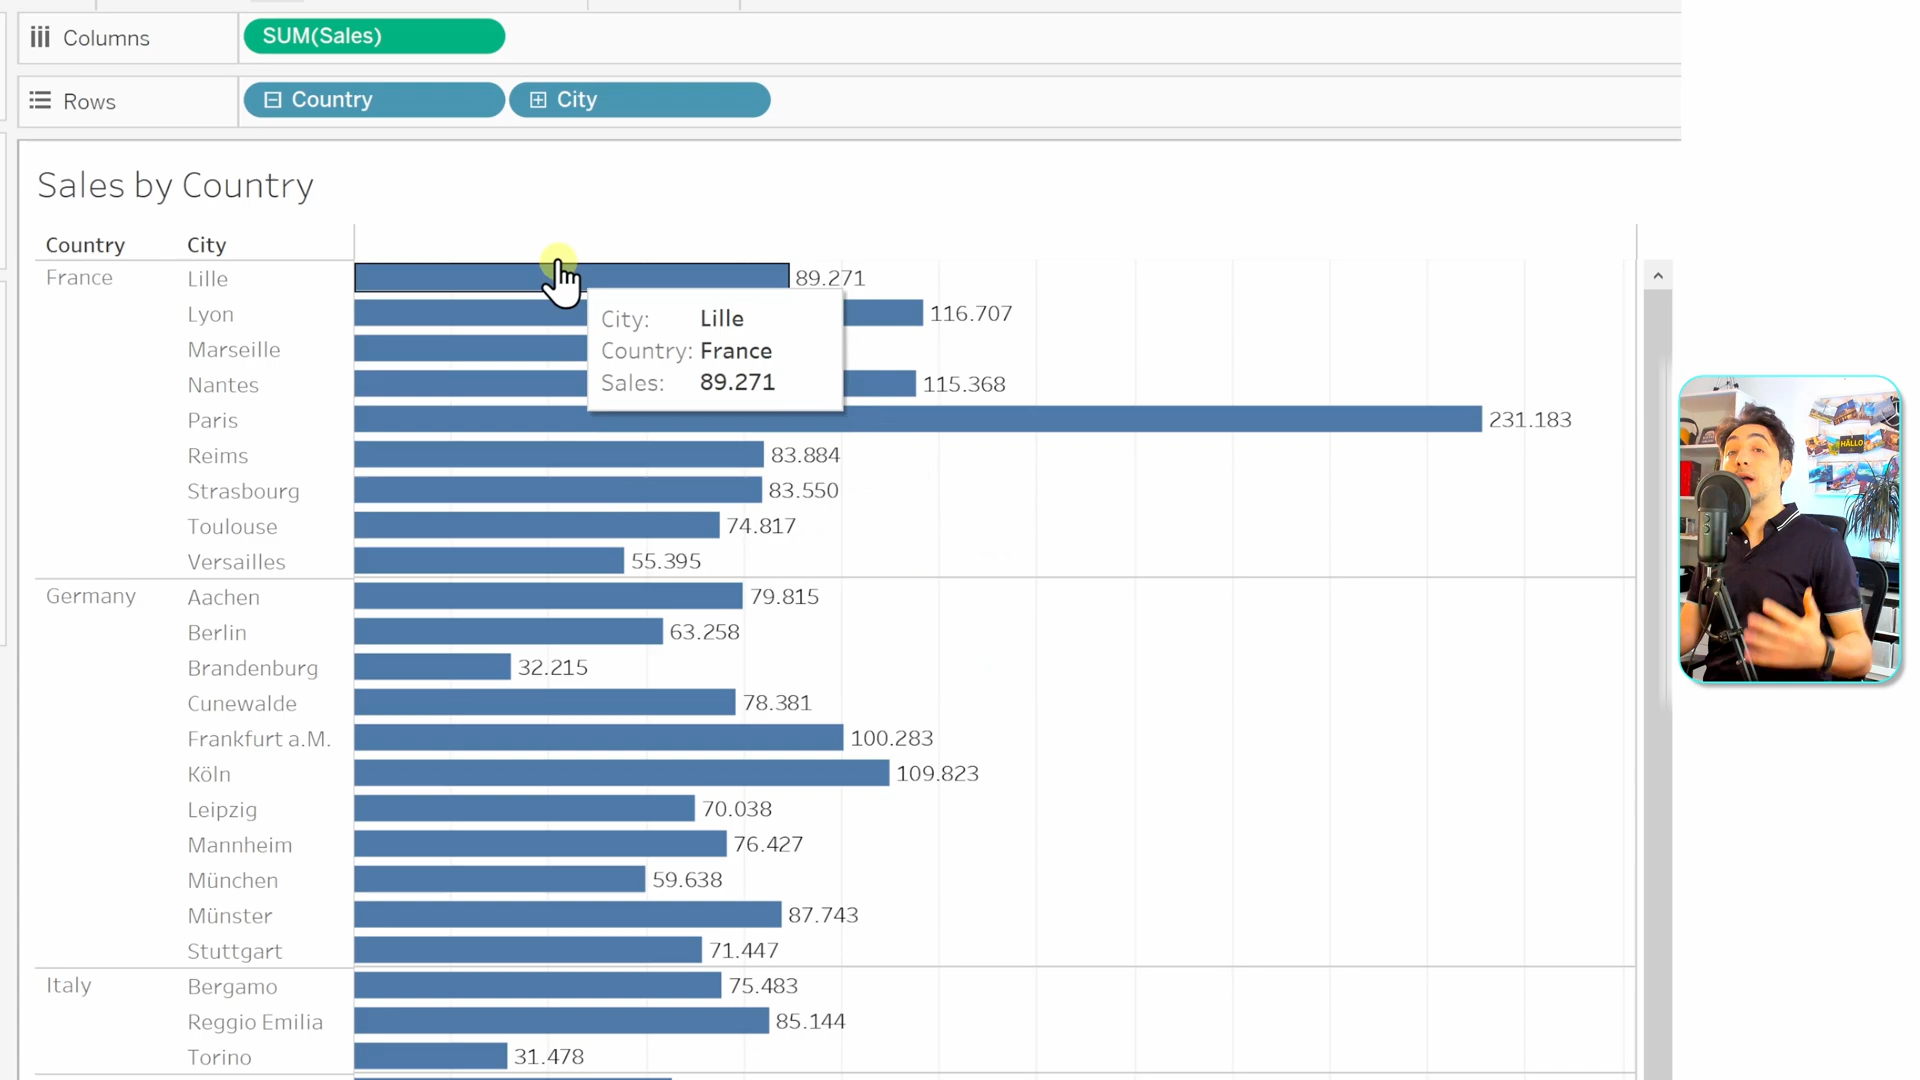 Columns SUM(Sales)
Rows Country City
Sales by Country
Country City
France Lille 89.271
Lyon 116.707
Marseille
Nantes 115.368
Paris 231.183
Reims 83.884
Strasbourg 83.550
Toulouse 74.817
Versailles 55.395
City: Lille
Country: France
Sales: 89.271
Germany Aachen 79.815
Berlin 63.258
Brandenburg 32.215
Cunewalde 78.381
Frankfurt a.M. 100.283
Köln 109.823
Leipzig 70.038
Mannheim 76.427
München 59.638
Münster 87.743
Stuttgart 71.447
Italy Bergamo 75.483
Reggio Emilia 85.144
Torino 31.478
HALLO